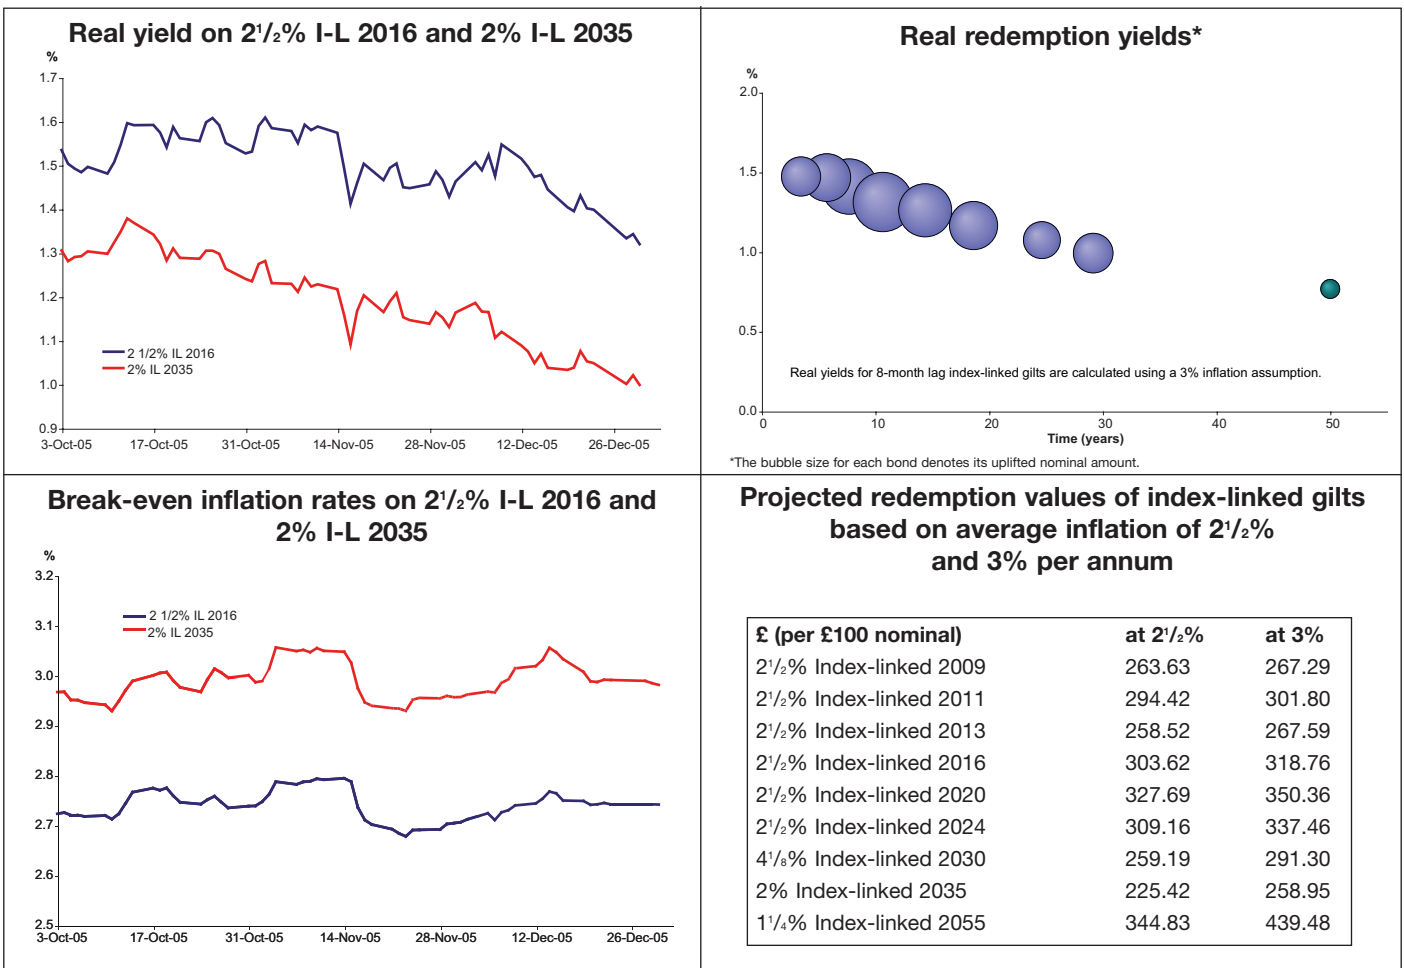 Real yield on 2¹/₂% I-L 2016 and 2% I-L 2035
%
1.7
1.6
1.5
1.4
1.3
1.2
1.1
1.0
0.9
2 1/2% IL 2016
2% IL 2035
3-Oct-05 17-Oct-05 31-Oct-05 14-Nov-05 28-Nov-05 12-Dec-05 26-Dec-05
Real redemption yields*
%
2.0
1.5
1.0
0.5
0.0
Real yields for 8-month lag index-linked gilts are calculated using a 3% inflation assumption.
0 10 20 30 40 50
Time (years)
*The bubble size for each bond denotes its uplifted nominal amount.
Break-even inflation rates on 2¹/₂% I-L 2016 and
2% I-L 2035
%
3.2
3.1
3.0
2.9
2.8
2.7
2.6
2.5
2 1/2% IL 2016
2% IL 2035
3-Oct-05 17-Oct-05 31-Oct-05 14-Nov-05 28-Nov-05 12-Dec-05 26-Dec-05
Projected redemption values of index-linked gilts
based on average inflation of 2¹/₂%
and 3% per annum
£ (per £100 nominal) at 2¹/₂% at 3%
2¹/₂% Index-linked 2009 263.63 267.29
2¹/₂% Index-linked 2011 294.42 301.80
2¹/₂% Index-linked 2013 258.52 267.59
2¹/₂% Index-linked 2016 303.62 318.76
2¹/₂% Index-linked 2020 327.69 350.36
2¹/₂% Index-linked 2024 309.16 337.46
4¹/₈% Index-linked 2030 259.19 291.30
2% Index-linked 2035 225.42 258.95
1¹/₄% Index-linked 2055 344.83 439.48